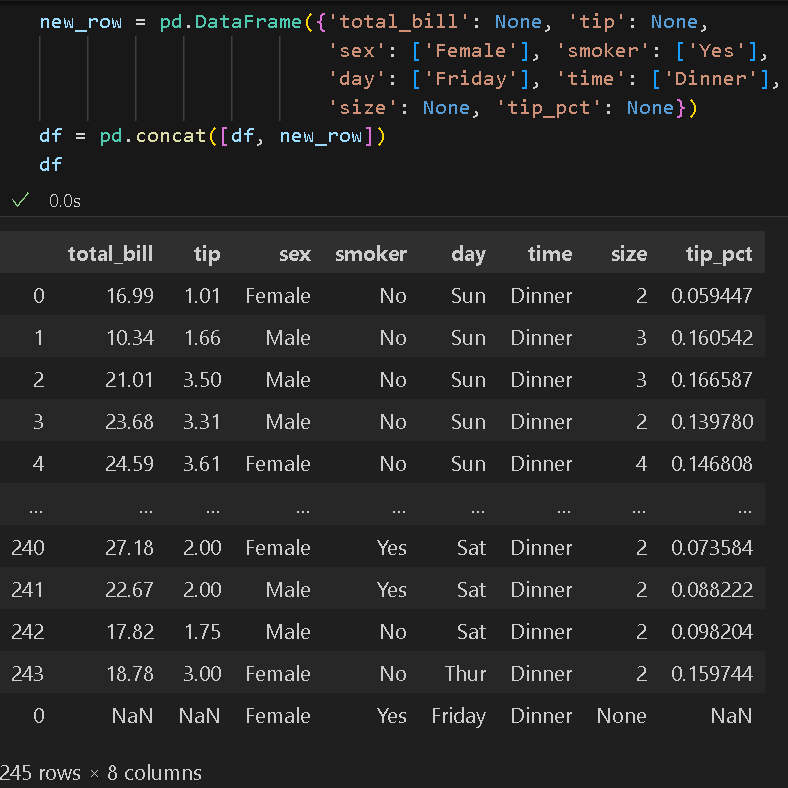 new_row = pd.DataFrame({'total_bill': None, 'tip': None,
'sex': ['Female'], 'smoker': ['Yes'],
'day': ['Friday'], 'time': ['Dinner'],
'size': None, 'tip_pct': None})
df = pd.concat([df, new_row])
df
✓ 0.0s
total_bill tip sex smoker day time size tip_pct
0 16.99 1.01 Female No Sun Dinner 2 0.059447
1 10.34 1.66 Male No Sun Dinner 3 0.160542
2 21.01 3.50 Male No Sun Dinner 3 0.166587
3 23.68 3.31 Male No Sun Dinner 2 0.139780
4 24.59 3.61 Female No Sun Dinner 4 0.146808
... ... ... ... ... ... ... ... ...
240 27.18 2.00 Female Yes Sat Dinner 2 0.073584
241 22.67 2.00 Male Yes Sat Dinner 2 0.088222
242 17.82 1.75 Male No Sat Dinner 2 0.098204
243 18.78 3.00 Female No Thur Dinner 2 0.159744
0 NaN NaN Female Yes Friday Dinner None NaN
245 rows × 8 columns